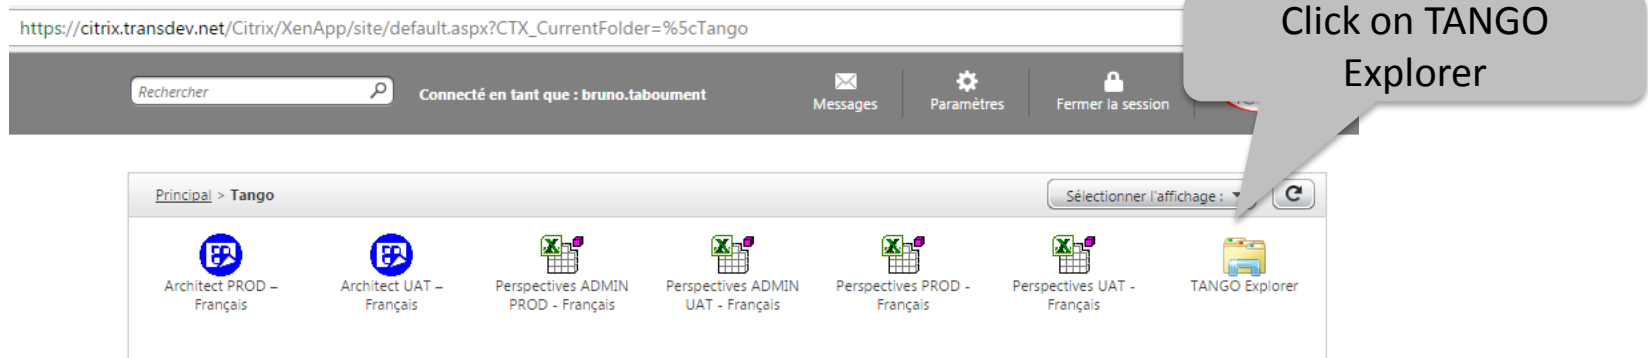 Click on TANGO
Explorer
https://citrix.transdev.net/Citrix/XenApp/site/default.aspx?CTX_CurrentFolder=%5cTango
Rechercher
Connecté en tant que : bruno.taboument
Messages
Paramètres
Fermer la session
Principal > Tango
Sélectionner l'affichage :
Architect PROD –
Français
Architect UAT –
Français
Perspectives ADMIN
PROD - Français
Perspectives ADMIN
UAT - Français
Perspectives PROD -
Français
Perspectives UAT -
Français
TANGO Explorer